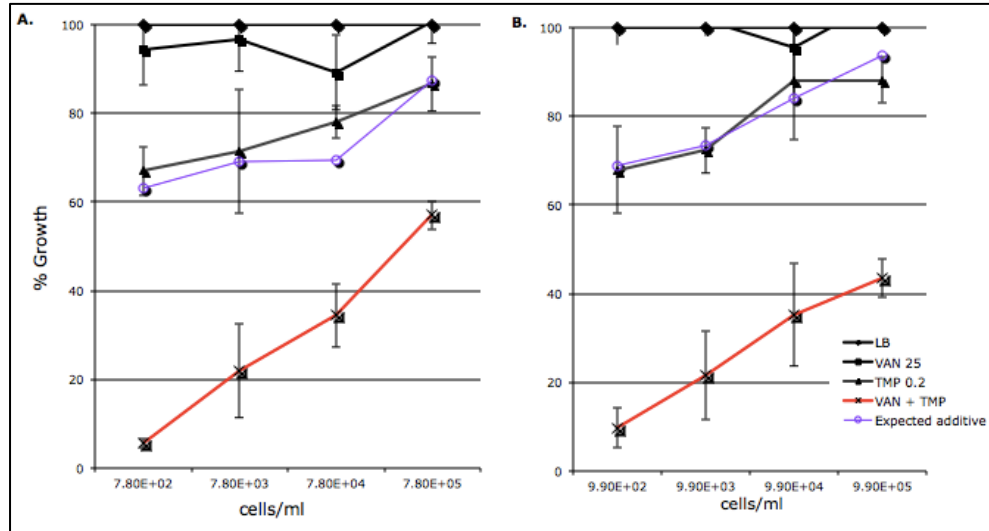 A.
% Growth
100
80
60
40
20
0
7.80E+02 7.80E+03 7.80E+04 7.80E+05
cells/ml
B.
100
80
60
40
20
0
LB
VAN 25
TMP 0.2
VAN + TMP
Expected additive
9.90E+02 9.90E+03 9.90E+04 9.90E+05
cells/ml